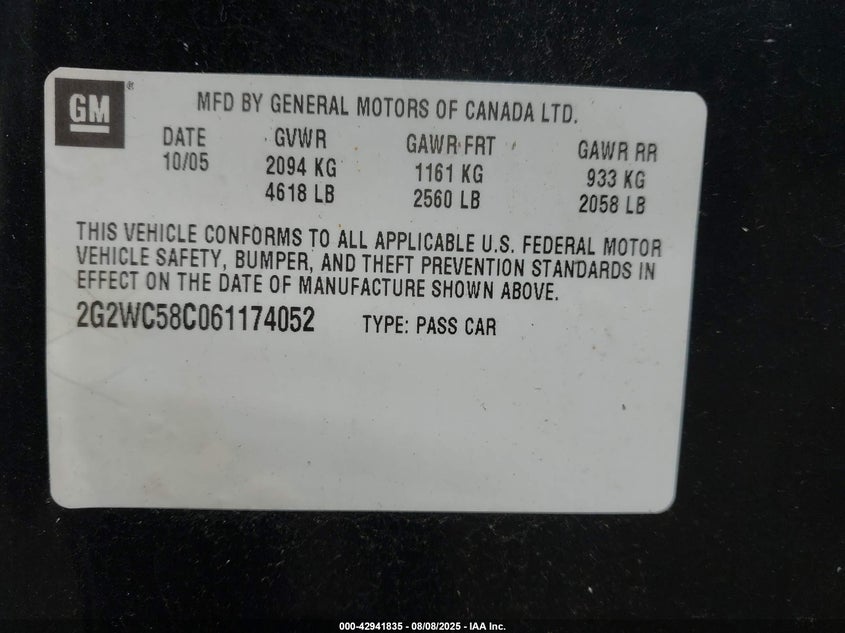 GM ®
MFD BY GENERAL MOTORS OF CANADA LTD.
DATE GVWR GAWR FRT GAWR RR
10/05 2094 KG 1161 KG 933 KG
4618 LB 2560 LB 2058 LB
THIS VEHICLE CONFORMS TO ALL APPLICABLE U.S. FEDERAL MOTOR
VEHICLE SAFETY, BUMPER, AND THEFT PREVENTION STANDARDS IN
EFFECT ON THE DATE OF MANUFACTURE SHOWN ABOVE.
2G2WC58C061174052 TYPE: PASS CAR
000-42941835 - 08/08/2025 - IAA Inc.